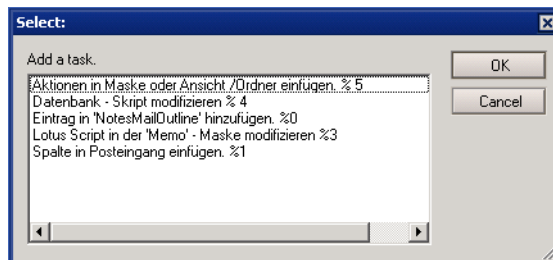 Select:
Add a task.
Aktionen in Maske oder Ansicht /Ordner einfügen. % 5
Datenbank - Skript modifizieren % 4
Eintrag in 'NotesMailOutline' hinzufügen. %0
Lotus Script in der 'Memo' - Maske modifizieren %3
Spalte in Posteingang einfügen. %1
OK
Cancel